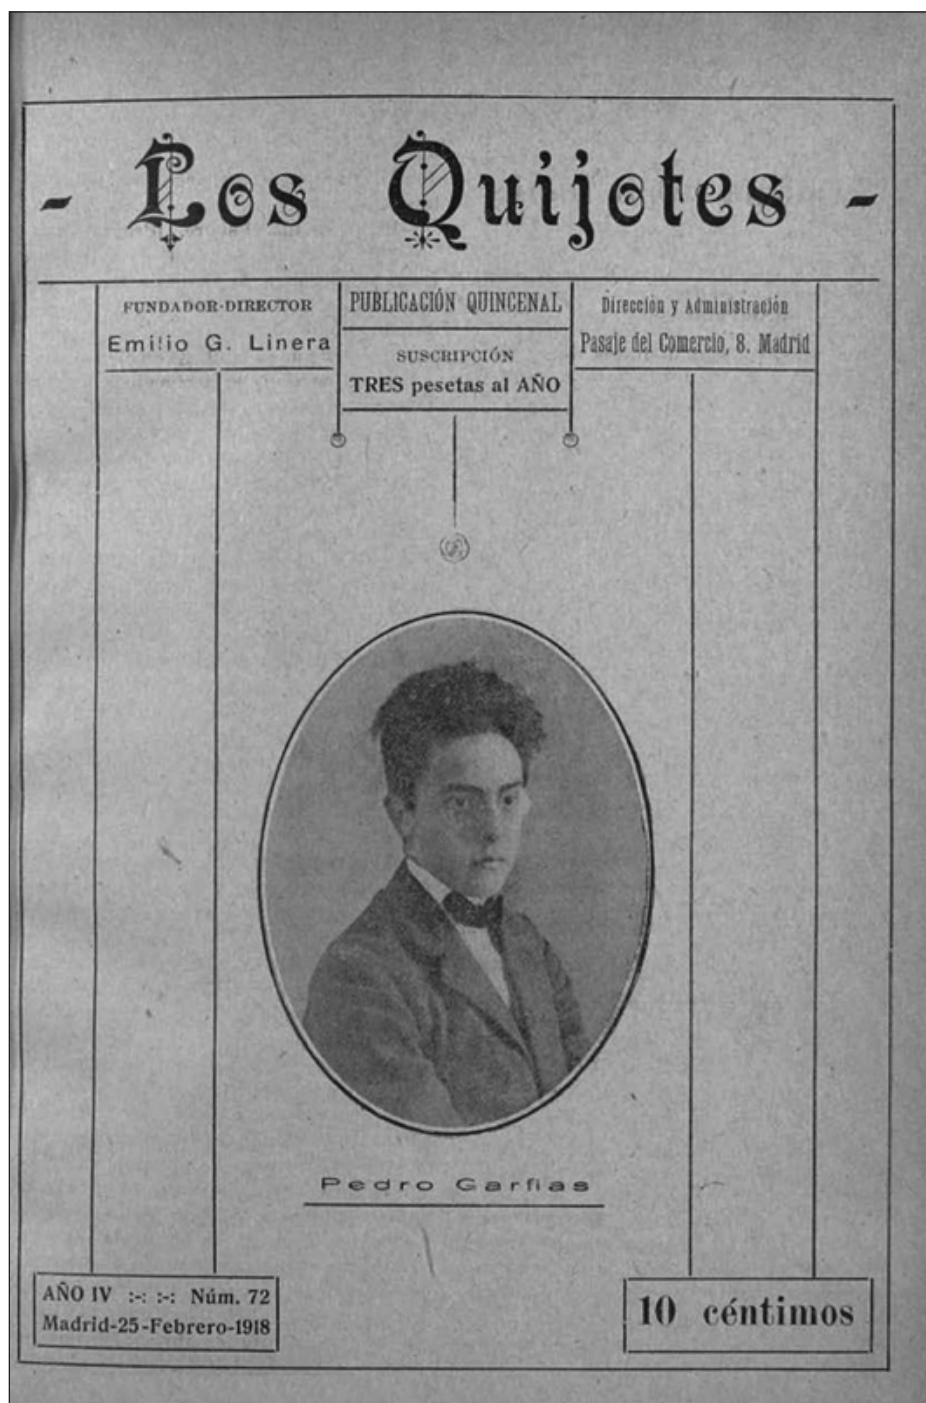 - Los Quijotes -
FUNDADOR-DIRECTOR
Emilio G. Linera
PUBLICACIÓN QUINCENAL
SUSCRIPCIÓN
TRES pesetas al AÑO
Dirección y Administración
Pasaje del Comercio, 8. Madrid
Pedro Garfias
AÑO IV :-: :-: Núm. 72
Madrid-25-Febrero-1918
10 céntimos